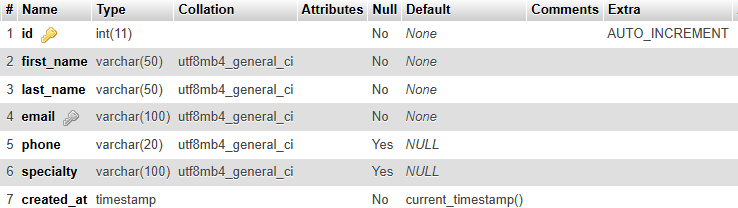 # Name Type Collation Attributes Null Default Comments Extra
1 id int(11) No None AUTO_INCREMENT
2 first_name varchar(50) utf8mb4_general_ci No None
3 last_name varchar(50) utf8mb4_general_ci No None
4 email varchar(100) utf8mb4_general_ci No None
5 phone varchar(20) utf8mb4_general_ci Yes NULL
6 specialty varchar(100) utf8mb4_general_ci Yes NULL
7 created_at timestamp No current_timestamp()